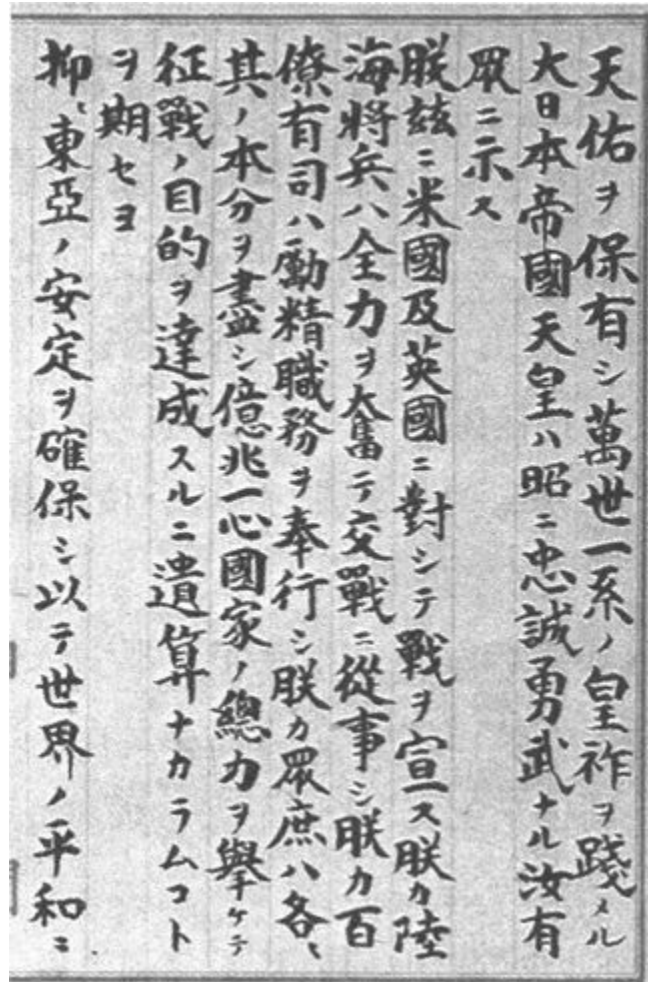 天佑ヲ保有シ萬世一系ノ皇祚ヲ踐メル
大日本帝國天皇ハ昭ニ忠誠勇武ナル汝有
眾ニ示ス
朕玆ニ米國及英國ニ對シテ戰ヲ宣ス朕カ陸
海將兵ハ全力ヲ奮テ交戰ニ從事シ朕カ百
僚有司ハ勵精職務ヲ奉行シ朕カ眾庶ハ各〻
其ノ本分ヲ盡シ億兆一心國家ノ總力ヲ擧ケテ
征戰ノ目的ヲ達成スルニ遺算ナカラムコト
ヲ期セヨ
抑〻東亞ノ安定ヲ確保シ以テ世界ノ平和ニ